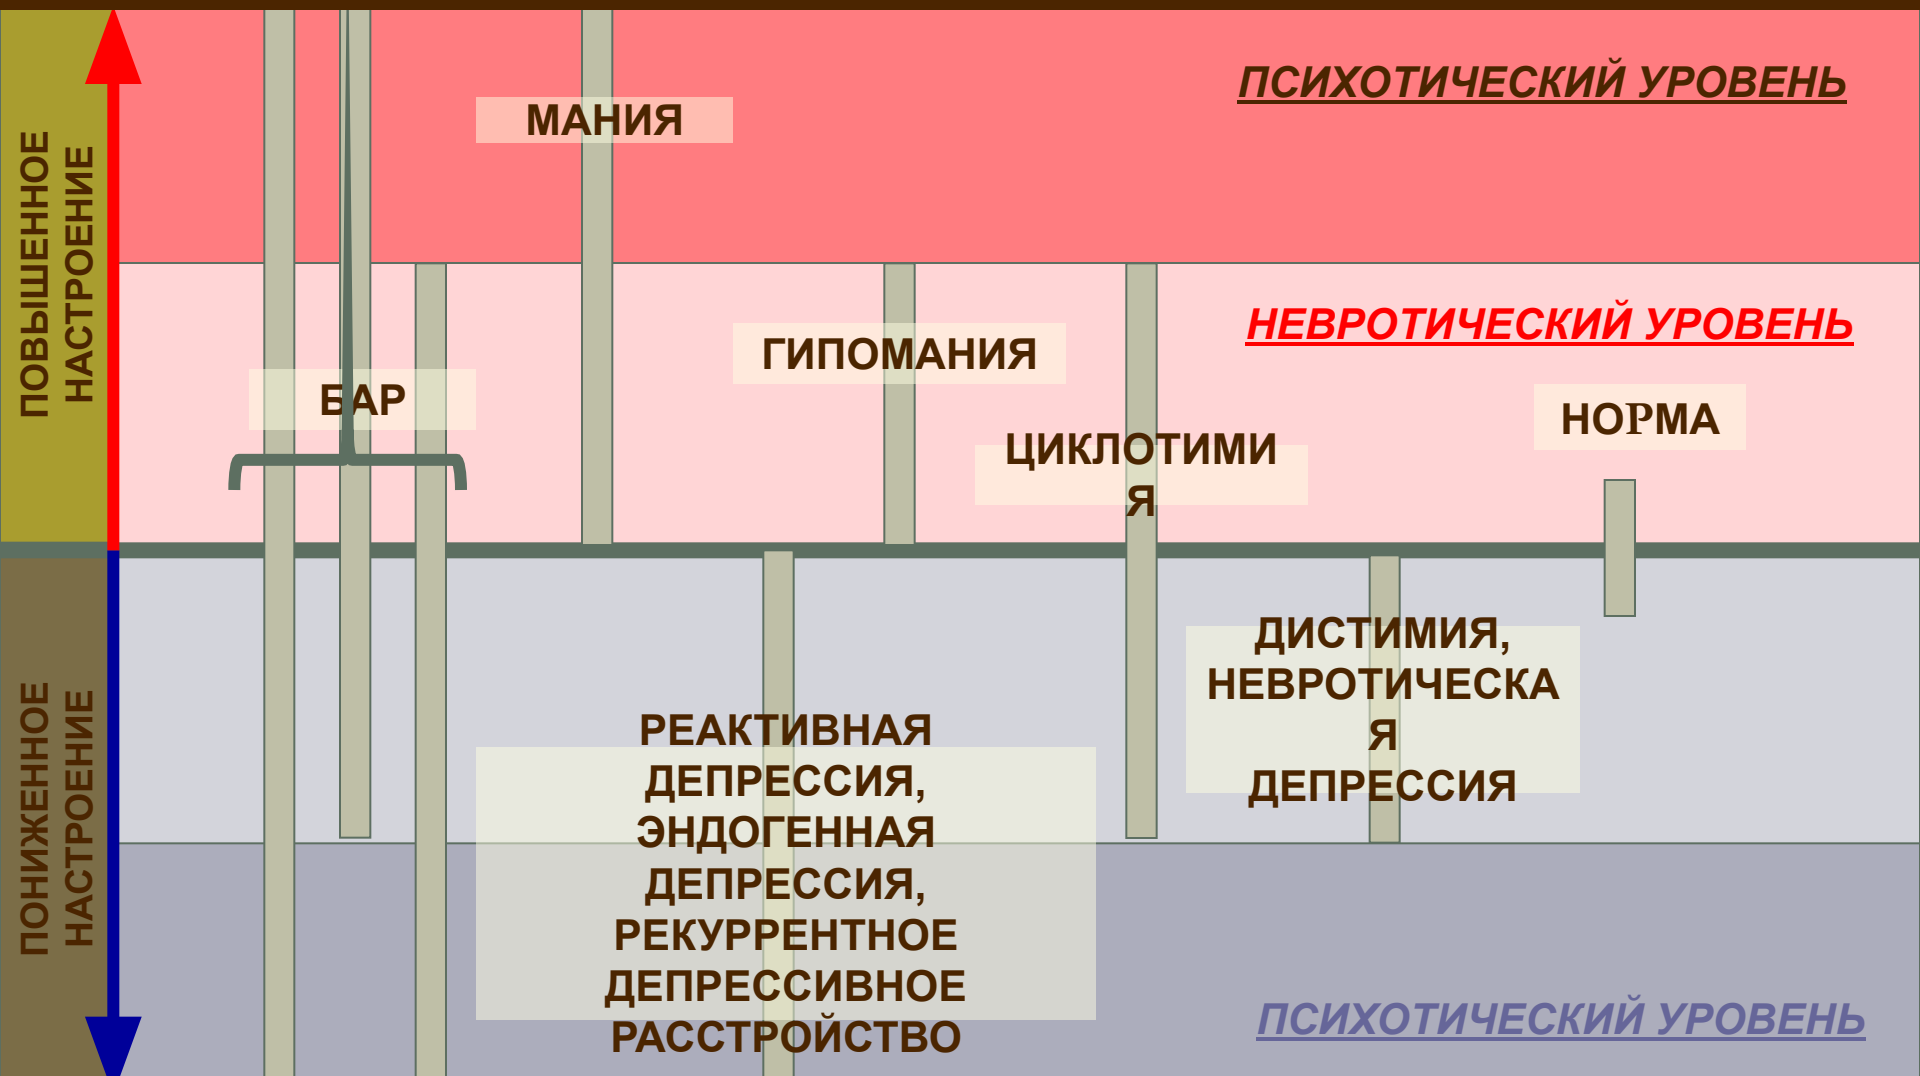 ПОВЫШЕННОЕ
НАСТРОЕНИЕ
ПСИХОТИЧЕСКИЙ УРОВЕНЬ
МАНИЯ
НЕВРОТИЧЕСКИЙ УРОВЕНЬ
ГИПОМАНИЯ
БАР
НОРМА
ЦИКЛОТИМИ
Я
ПОНИЖЕННОЕ
НАСТРОЕНИЕ
ДИСТИМИЯ,
НЕВРОТИЧЕСКА
Я
ДЕПРЕССИЯ
РЕАКТИВНАЯ
ДЕПРЕССИЯ,
ЭНДОГЕННАЯ
ДЕПРЕССИЯ,
РЕКУРРЕНТНОЕ
ДЕПРЕССИВНОЕ
РАССТРОЙСТВО
ПСИХОТИЧЕСКИЙ УРОВЕНЬ